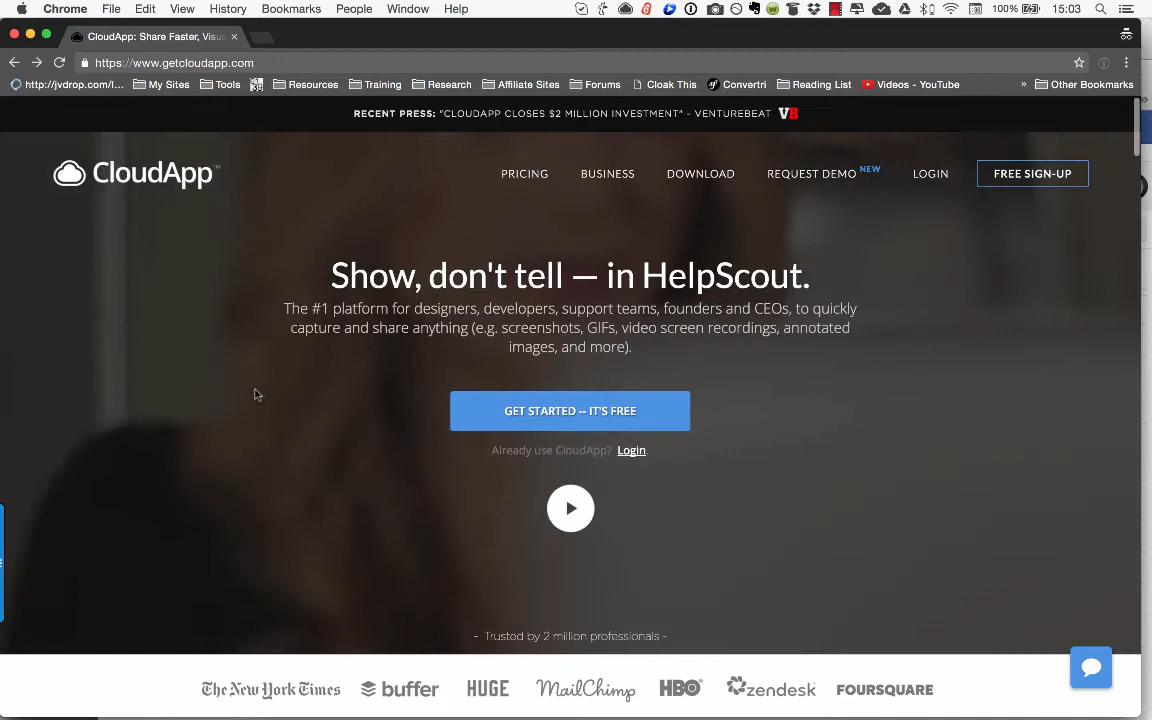 Chrome File Edit View History Bookmarks People Window Help 100% 15:03
CloudApp: Share Faster, Visu
https://www.getcloudapp.com
http://jvdrop.com/l... My Sites Tools Resources Training Research Affiliate Sites Forums Cloak This Convertri Reading List Videos - YouTube » Other Bookmarks
RECENT PRESS: "CLOUDAPP CLOSES $2 MILLION INVESTMENT" - VENTUREBEAT VB
CloudApp™ PRICING BUSINESS DOWNLOAD REQUEST DEMO NEW LOGIN FREE SIGN-UP
Show, don't tell — in HelpScout.
The #1 platform for designers, developers, support teams, founders and CEOs, to quickly
capture and share anything (e.g. screenshots, GIFs, video screen recordings, annotated
images, and more).
GET STARTED -- IT'S FREE
Already use CloudApp? Login.
- Trusted by 2 million professionals -
The New York Times buffer HUGE MailChimp HBO zendesk FOURSQUARE